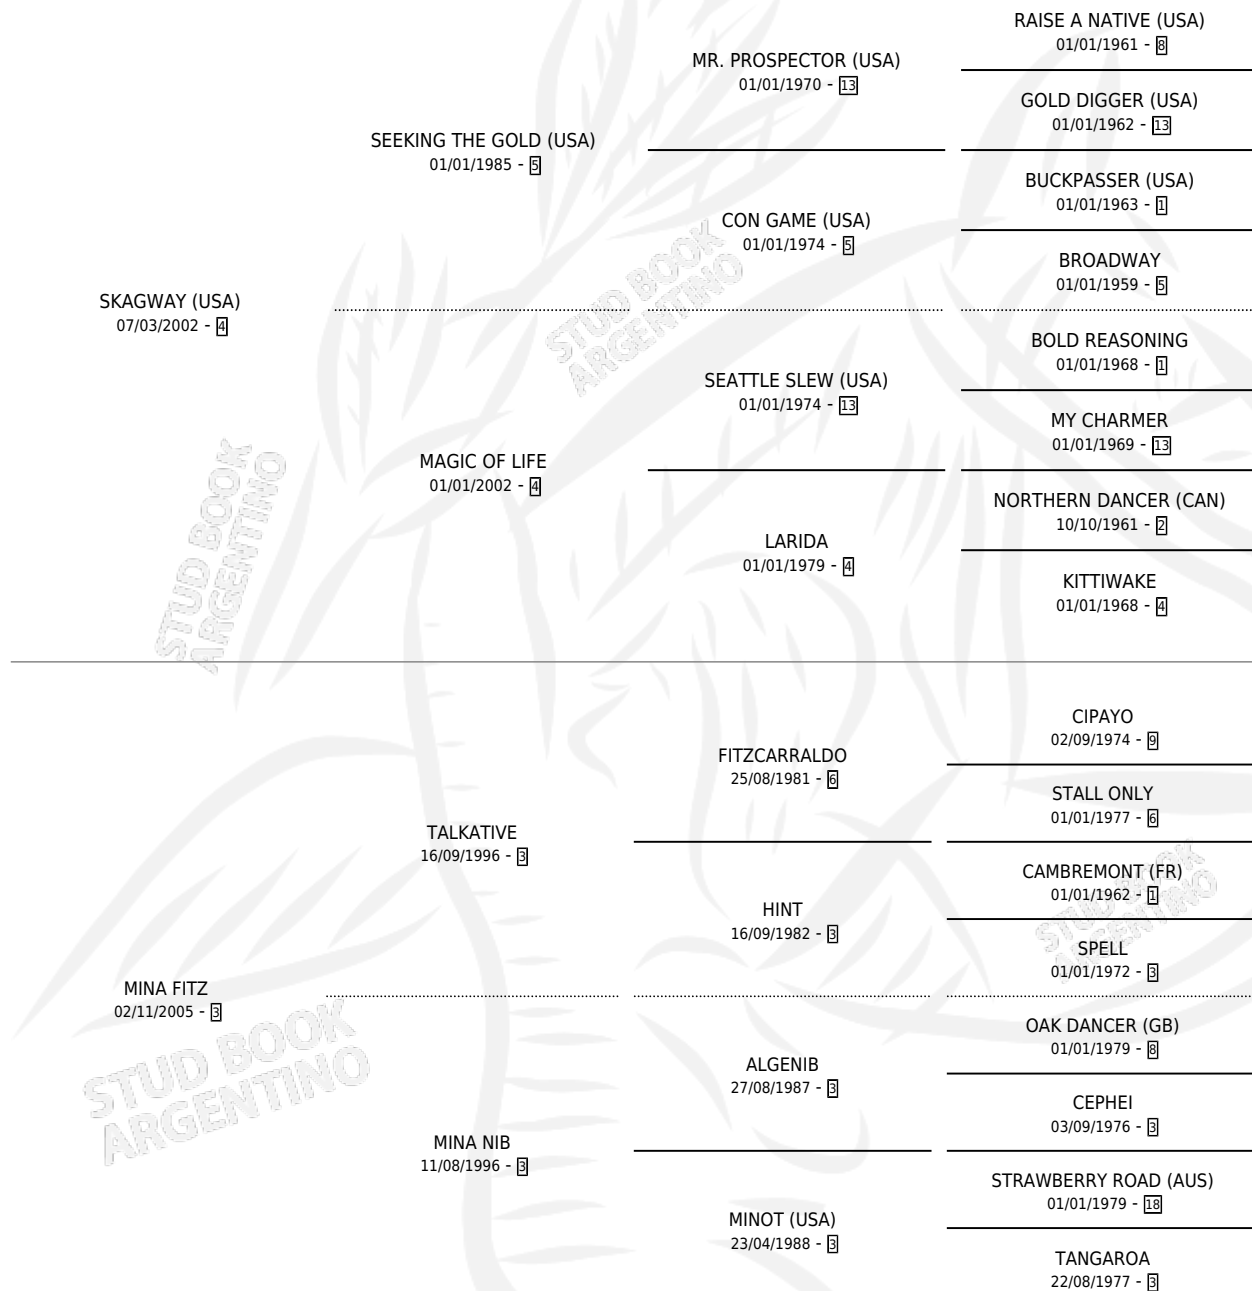 RAISE A NATIVE (USA)
01/01/1961 - 8
MR. PROSPECTOR (USA)
01/01/1970 - 13
GOLD DIGGER (USA)
01/01/1962 - 13
SEEKING THE GOLD (USA)
01/01/1985 - 5
BUCKPASSER (USA)
01/01/1963 - 1
CON GAME (USA)
01/01/1974 - 5
BROADWAY
01/01/1959 - 5
SKAGWAY (USA)
07/03/2002 - 4
STUD BOOK
ARGENTINO
BOLD REASONING
01/01/1968 - 1
SEATTLE SLEW (USA)
01/01/1974 - 13
MY CHARMER
01/01/1969 - 13
MAGIC OF LIFE
01/01/2002 - 4
NORTHERN DANCER (CAN)
10/10/1961 - 2
LARIDA
01/01/1979 - 4
KITTIWAKE
01/01/1968 - 4
STUD BOOK
ARGENTINO
CIPAYO
02/09/1974 - 9
FITZCARRALDO
25/08/1981 - 6
STALL ONLY
01/01/1977 - 6
TALKATIVE
16/09/1996 - 3
CAMBREMONT (FR)
01/01/1962 - 1
HINT
16/09/1982 - 3
SPELL
01/01/1972 - 3
STUD BOOK
ARGENTINO
MINA FITZ
02/11/2005 - 3
OAK DANCER (GB)
01/01/1979 - 8
ALGENIB
27/08/1987 - 3
CEPHEI
03/09/1976 - 3
STUD BOOK
ARGENTINO
MINA NIB
11/08/1996 - 3
STRAWBERRY ROAD (AUS)
01/01/1979 - 18
MINOT (USA)
23/04/1988 - 3
TANGAROA
22/08/1977 - 3